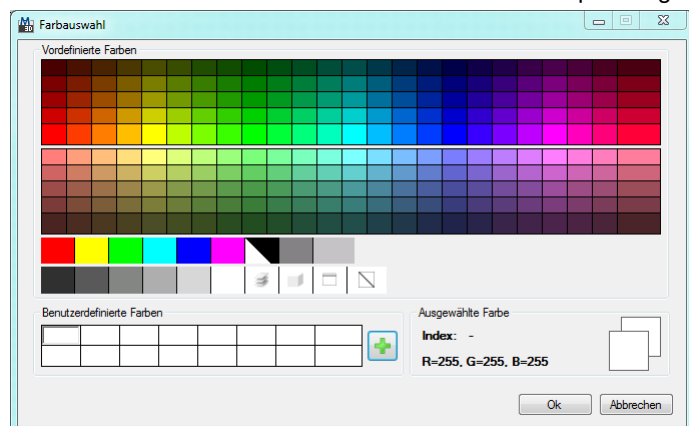 Farbauswahl
Vordefinierte Farben
Benutzerdefinierte Farben
Ausgewählte Farbe
Index: -
R=255, G=255, B=255
Ok
Abbrechen